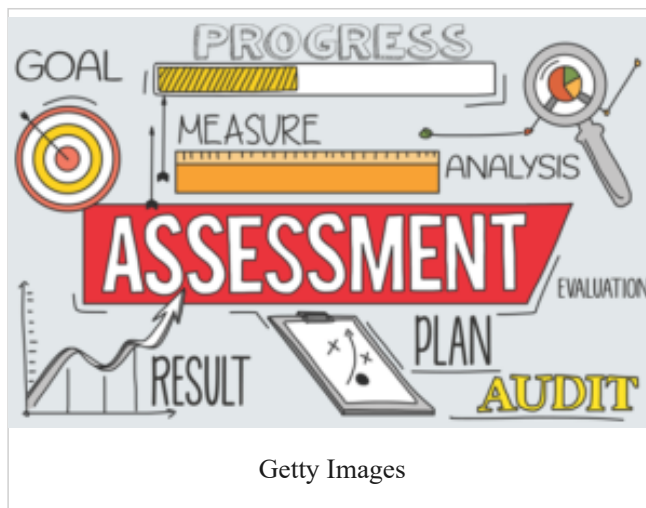 PROGRESS
GOAL
MEASURE
ANALYSIS
ASSESSMENT
EVALUATION
PLAN
RESULT
AUDIT
Getty Images